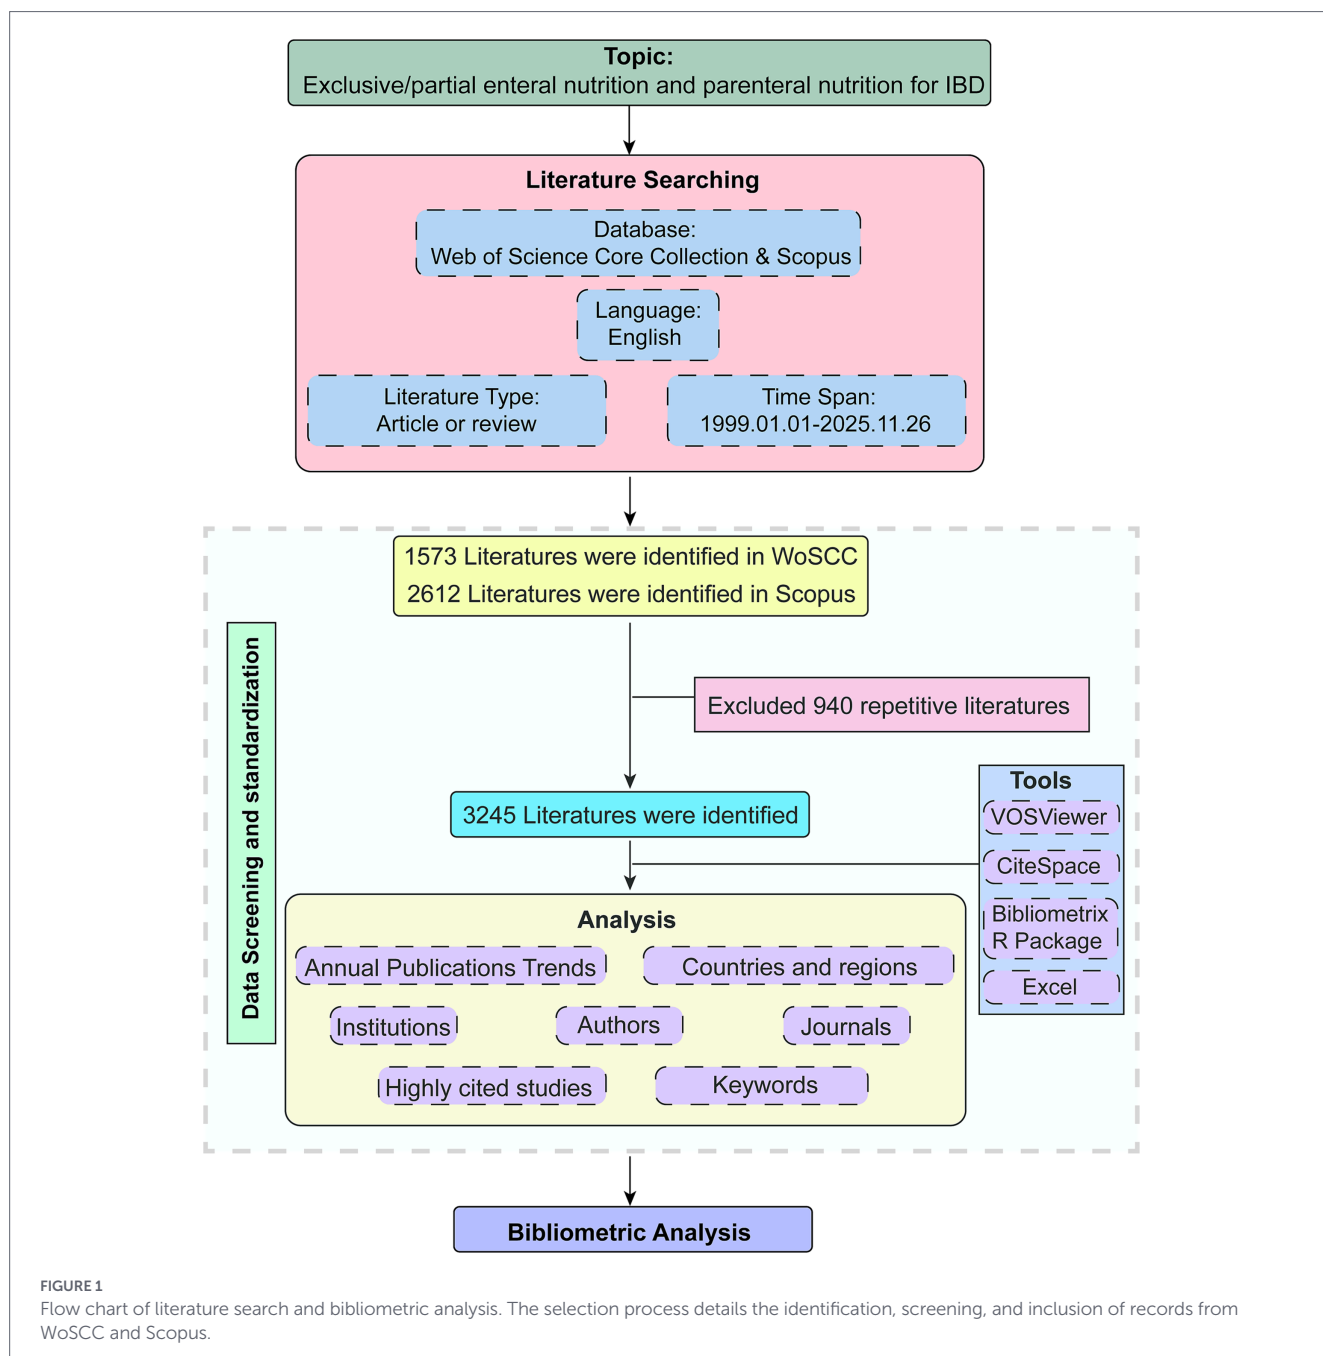 Topic:
Exclusive/partial enteral nutrition and parenteral nutrition for IBD
Literature Searching
Database:
Web of Science Core Collection & Scopus
Language:
English
Literature Type:
Article or review
Time Span:
1999.01.01-2025.11.26
1573 Literatures were identified in WoSCC
2612 Literatures were identified in Scopus
Data Screening and standardization
Excluded 940 repetitive literatures
3245 Literatures were identified
Tools
VOSViewer
CiteSpace
Bibliometrix
R Package
Excel
Analysis
Annual Publications Trends
Countries and regions
Institutions
Authors
Journals
Highly cited studies
Keywords
Bibliometric Analysis
FIGURE 1
Flow chart of literature search and bibliometric analysis. The selection process details the identification, screening, and inclusion of records from
WoSCC and Scopus.